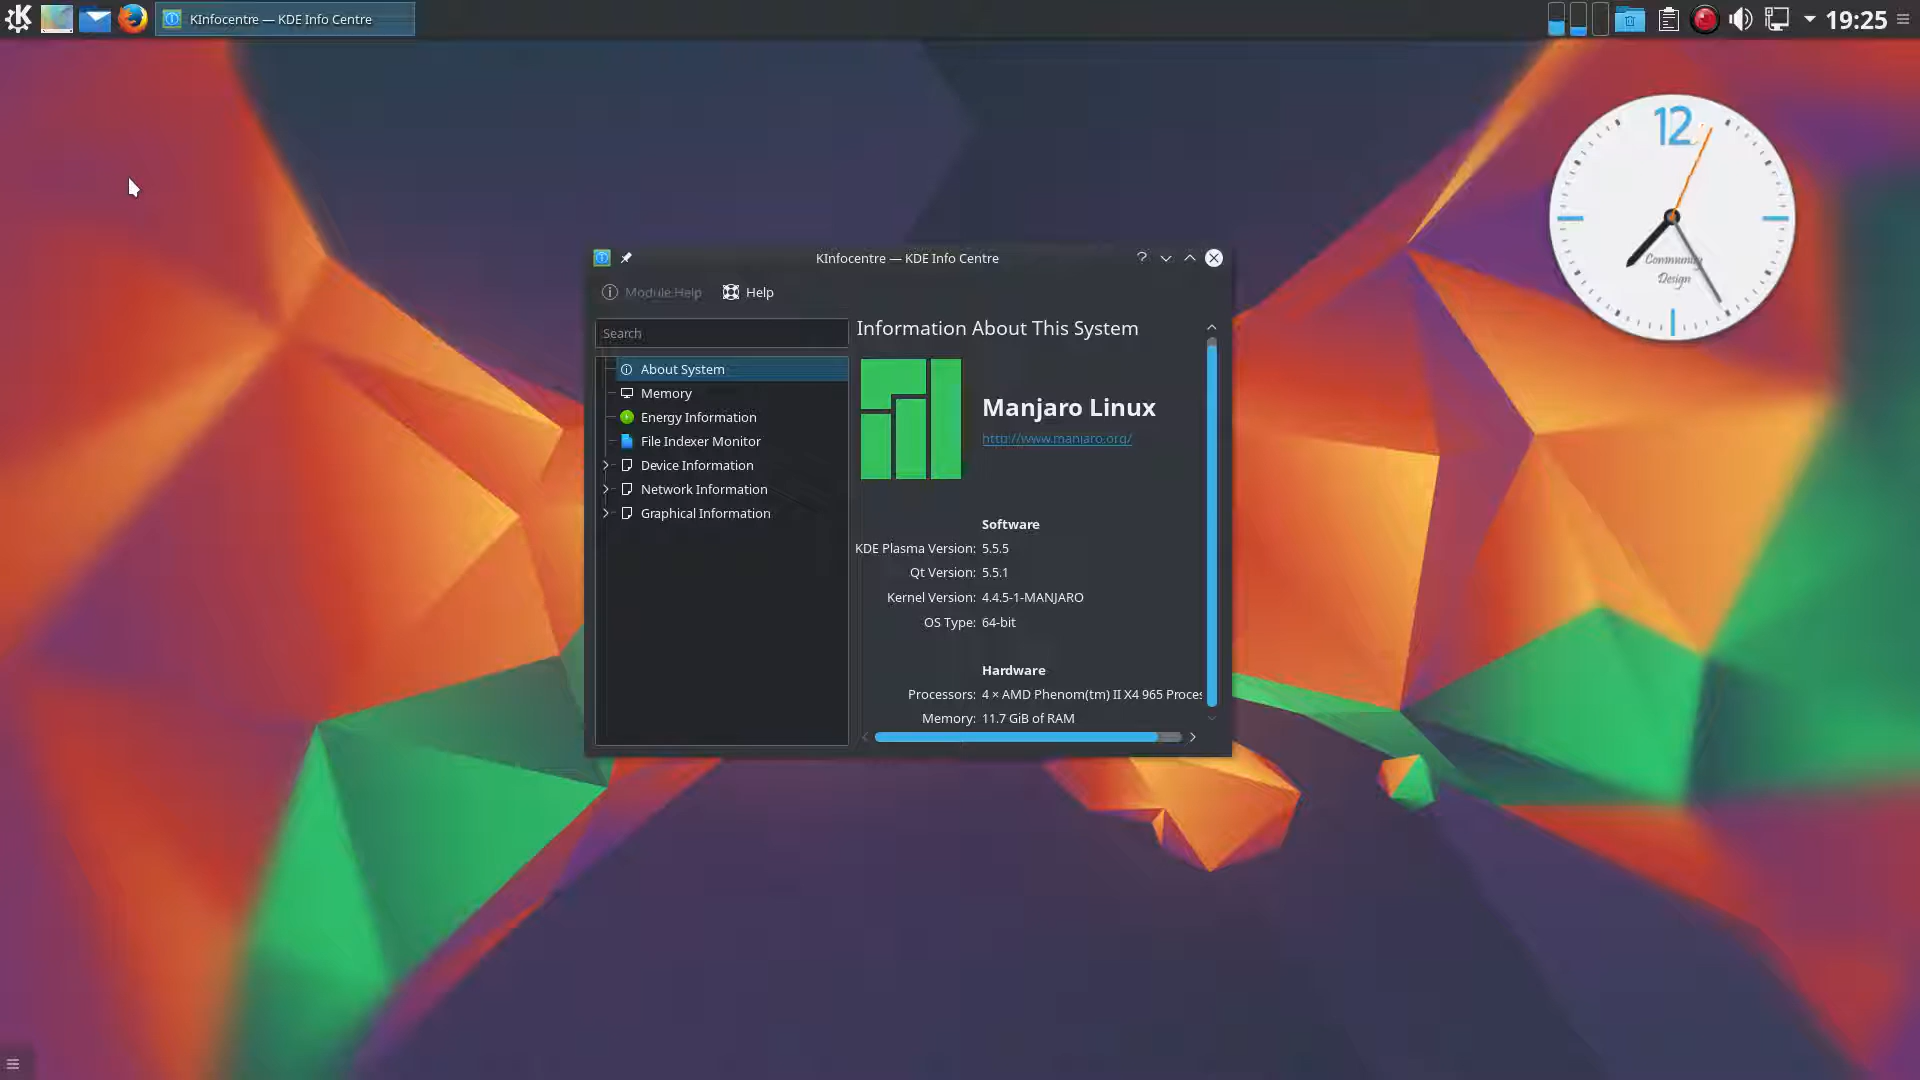 KInfocentre — KDE Info Centre
19:25
12
Community
Design
KInfocentre — KDE Info Centre
Module Help
Help
Search
About System
Memory
Energy Information
File Indexer Monitor
Device Information
Network Information
Graphical Information
Information About This System
Manjaro Linux
http://www.manjaro.org/
Software
KDE Plasma Version: 5.5.5
Qt Version: 5.5.1
Kernel Version: 4.4.5-1-MANJARO
OS Type: 64-bit
Hardware
Processors: 4 × AMD Phenom(tm) II X4 965 Proces
Memory: 11.7 GiB of RAM